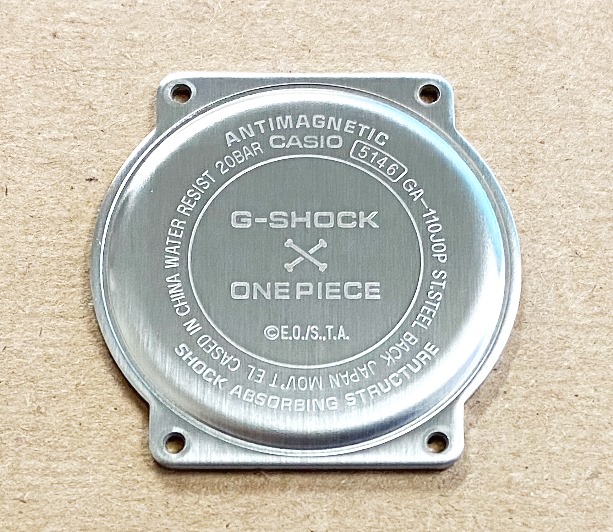 ANTIMAGNETIC
CASIO 5146 GA-110JOP ST.STEEL BACK JAPAN MOV'T EL CASED IN CHINA WATER RESIST 20BAR
G-SHOCK
ONE PIECE
©E.O./S.,T.A.
SHOCK ABSORBING STRUCTURE